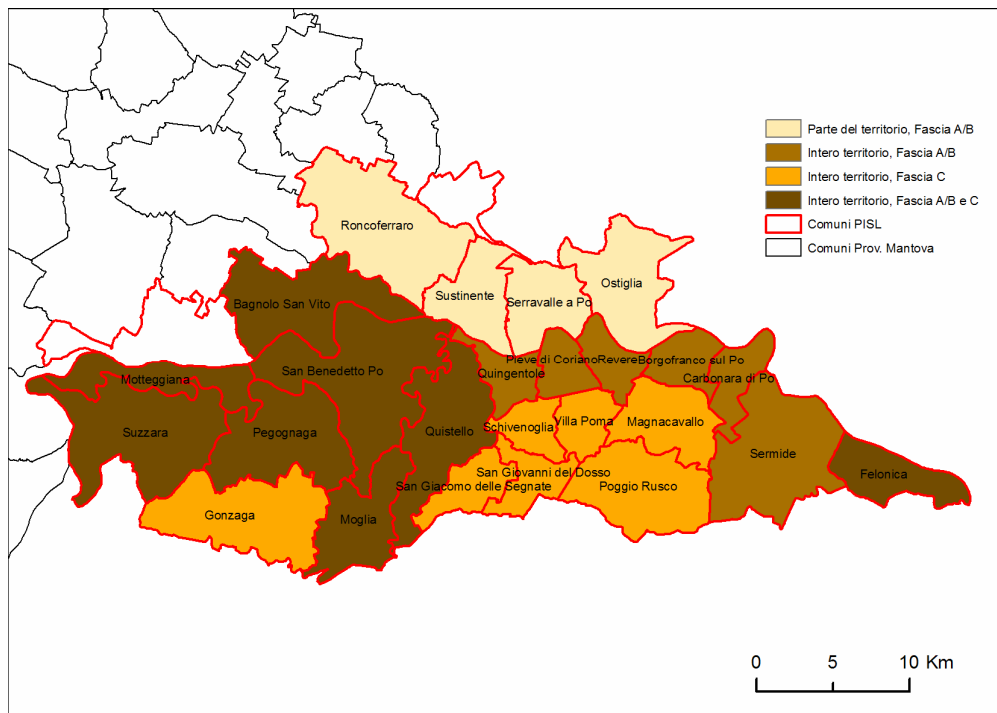 Parte del territorio, Fascia A/B
Intero territorio, Fascia A/B
Intero territorio, Fascia C
Intero territorio, Fascia A/B e C
Comuni PISL
Comuni Prov. Mantova
Roncoferraro
Ostiglia
Sustinente
Serravalle a Po
Bagnolo San Vito
Pieve di Coriano
Revere
Borgofranco sul Po
Quingentole
San Benedetto Po
Motteggiana
Carbonara di Po
Suzzara
Pegognaga
Quistello
Schivenoglia
Villa Poma
Magnacavallo
Sermide
Felonica
San Giovanni del Dosso
San Giacomo delle Segnate
Poggio Rusco
Gonzaga
Moglia
0 5 10 Km